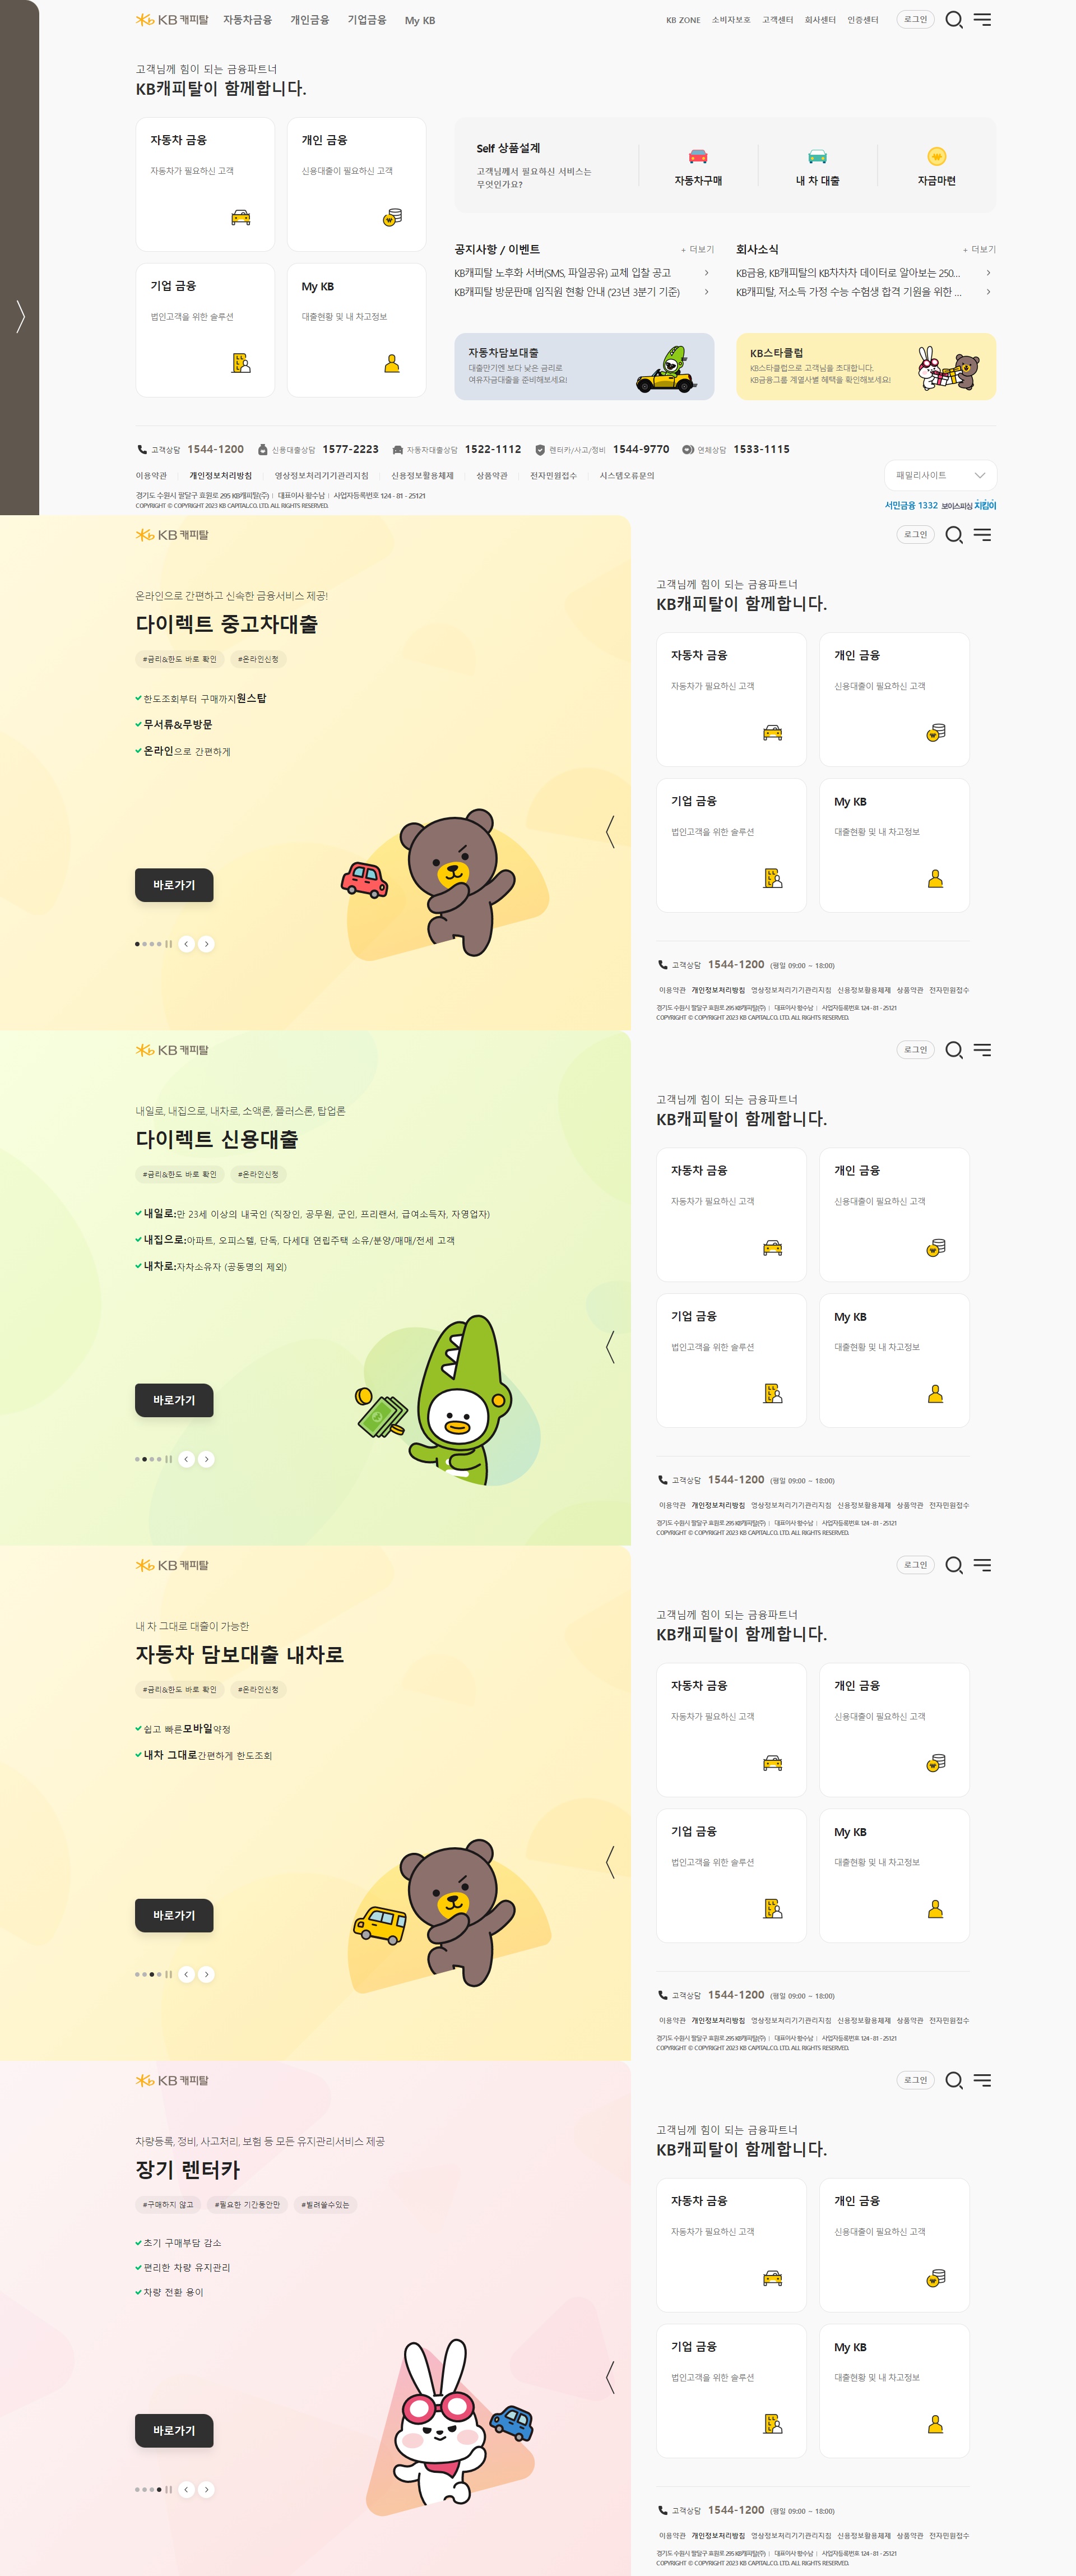 KB 캐피탈 자동차금융 개인금융 기업금융 My KB
KB ZONE 소비자보호 고객센터 회사센터 인증센터 로그인
고객님께 힘이 되는 금융파트너
KB캐피탈이 함께합니다.
자동차 금융
자동차가 필요하신 고객
개인 금융
신용대출이 필요하신 고객
기업 금융
법인고객을 위한 솔루션
My KB
대출현황 및 내 차고정보
Self 상품설계
고객님께서 필요하신 서비스는
무엇인가요?
자동차구매
내 차 대출
자금마련
공지사항 / 이벤트 + 더보기
KB캐피탈 노후화 서버(SMS, 파일공유) 교체 입찰 공고
KB캐피탈 방문판매 임직원 현황 안내 ('23년 3분기 기준)
회사소식 + 더보기
KB금융, KB캐피탈의 KB차차차 데이터로 알아보는 250...
KB캐피탈, 저소득 가정 수능 수험생 합격 기원을 위한 ...
자동차담보대출
대출만기엔 보다 낮은 금리로
여유자금대출을 준비해보세요!
KB스타클럽
KB스타클럽으로 고객님을 초대합니다.
KB금융그룹 계열사별 혜택을 확인해보세요!
고객상담 1544-1200 신용대출상담 1577-2223 자동차대출상담 1522-1112 렌터카/사고/정비 1544-9770 연체상담 1533-1115
이용약관 개인정보처리방침 영상정보처리기기관리지침 신용정보활용체제 상품약관 전자민원접수 시스템오류문의
패밀리사이트
경기도 수원시 팔달구 효원로 295 KB캐피탈(주) | 대표이사 황수남 | 사업자등록번호 124 - 81 - 25121
COPYRIGHT © COPYRIGHT 2023 KB CAPITAL.CO. LTD. ALL RIGHTS RESERVED.
서민금융 1332 보이스피싱 지킴이
KB 캐피탈
로그인
온라인으로 간편하고 신속한 금융서비스 제공!
다이렉트 중고차대출
#금리&한도 바로 확인 #온라인신청
한도조회부터 구매까지원스탑
무서류&무방문
온라인으로 간편하게
바로가기
고객님께 힘이 되는 금융파트너
KB캐피탈이 함께합니다.
자동차 금융
자동차가 필요하신 고객
개인 금융
신용대출이 필요하신 고객
기업 금융
법인고객을 위한 솔루션
My KB
대출현황 및 내 차고정보
고객상담 1544-1200 (평일 09:00 ~ 18:00)
이용약관 개인정보처리방침 영상정보처리기기관리지침 신용정보활용체제 상품약관 전자민원접수
경기도 수원시 팔달구 효원로 295 KB캐피탈(주) | 대표이사 황수남 | 사업자등록번호 124 - 81 - 25121
COPYRIGHT © COPYRIGHT 2023 KB CAPITAL.CO. LTD. ALL RIGHTS RESERVED.
KB 캐피탈
로그인
내일로, 내집으로, 내차로, 소액론, 플러스론, 탑업론
다이렉트 신용대출
#금리&한도 바로 확인 #온라인신청
내일로:만 23세 이상의 내국인 (직장인, 공무원, 군인, 프리랜서, 급여소득자, 자영업자)
내집으로:아파트, 오피스텔, 단독, 다세대 연립주택 소유/분양/매매/전세 고객
내차로:자차소유자 (공동명의 제외)
바로가기
고객님께 힘이 되는 금융파트너
KB캐피탈이 함께합니다.
자동차 금융
자동차가 필요하신 고객
개인 금융
신용대출이 필요하신 고객
기업 금융
법인고객을 위한 솔루션
My KB
대출현황 및 내 차고정보
고객상담 1544-1200 (평일 09:00 ~ 18:00)
이용약관 개인정보처리방침 영상정보처리기기관리지침 신용정보활용체제 상품약관 전자민원접수
경기도 수원시 팔달구 효원로 295 KB캐피탈(주) | 대표이사 황수남 | 사업자등록번호 124 - 81 - 25121
COPYRIGHT © COPYRIGHT 2023 KB CAPITAL.CO. LTD. ALL RIGHTS RESERVED.
KB 캐피탈
로그인
내 차 그대로 대출이 가능한
자동차 담보대출 내차로
#금리&한도 바로 확인 #온라인신청
쉽고 빠른모바일약정
내차 그대로간편하게 한도조회
바로가기
고객님께 힘이 되는 금융파트너
KB캐피탈이 함께합니다.
자동차 금융
자동차가 필요하신 고객
개인 금융
신용대출이 필요하신 고객
기업 금융
법인고객을 위한 솔루션
My KB
대출현황 및 내 차고정보
고객상담 1544-1200 (평일 09:00 ~ 18:00)
이용약관 개인정보처리방침 영상정보처리기기관리지침 신용정보활용체제 상품약관 전자민원접수
경기도 수원시 팔달구 효원로 295 KB캐피탈(주) | 대표이사 황수남 | 사업자등록번호 124 - 81 - 25121
COPYRIGHT © COPYRIGHT 2023 KB CAPITAL.CO. LTD. ALL RIGHTS RESERVED.
KB 캐피탈
로그인
차량등록, 정비, 사고처리, 보험 등 모든 유지관리서비스 제공
장기 렌터카
#구매하지 않고 #필요한 기간동안만 #빌려쓸수있는
초기 구매부담 감소
편리한 차량 유지관리
차량 전환 용이
바로가기
고객님께 힘이 되는 금융파트너
KB캐피탈이 함께합니다.
자동차 금융
자동차가 필요하신 고객
개인 금융
신용대출이 필요하신 고객
기업 금융
법인고객을 위한 솔루션
My KB
대출현황 및 내 차고정보
고객상담 1544-1200 (평일 09:00 ~ 18:00)
이용약관 개인정보처리방침 영상정보처리기기관리지침 신용정보활용체제 상품약관 전자민원접수
경기도 수원시 팔달구 효원로 295 KB캐피탈(주) | 대표이사 황수남 | 사업자등록번호 124 - 81 - 25121
COPYRIGHT © COPYRIGHT 2023 KB CAPITAL.CO. LTD. ALL RIGHTS RESERVED.